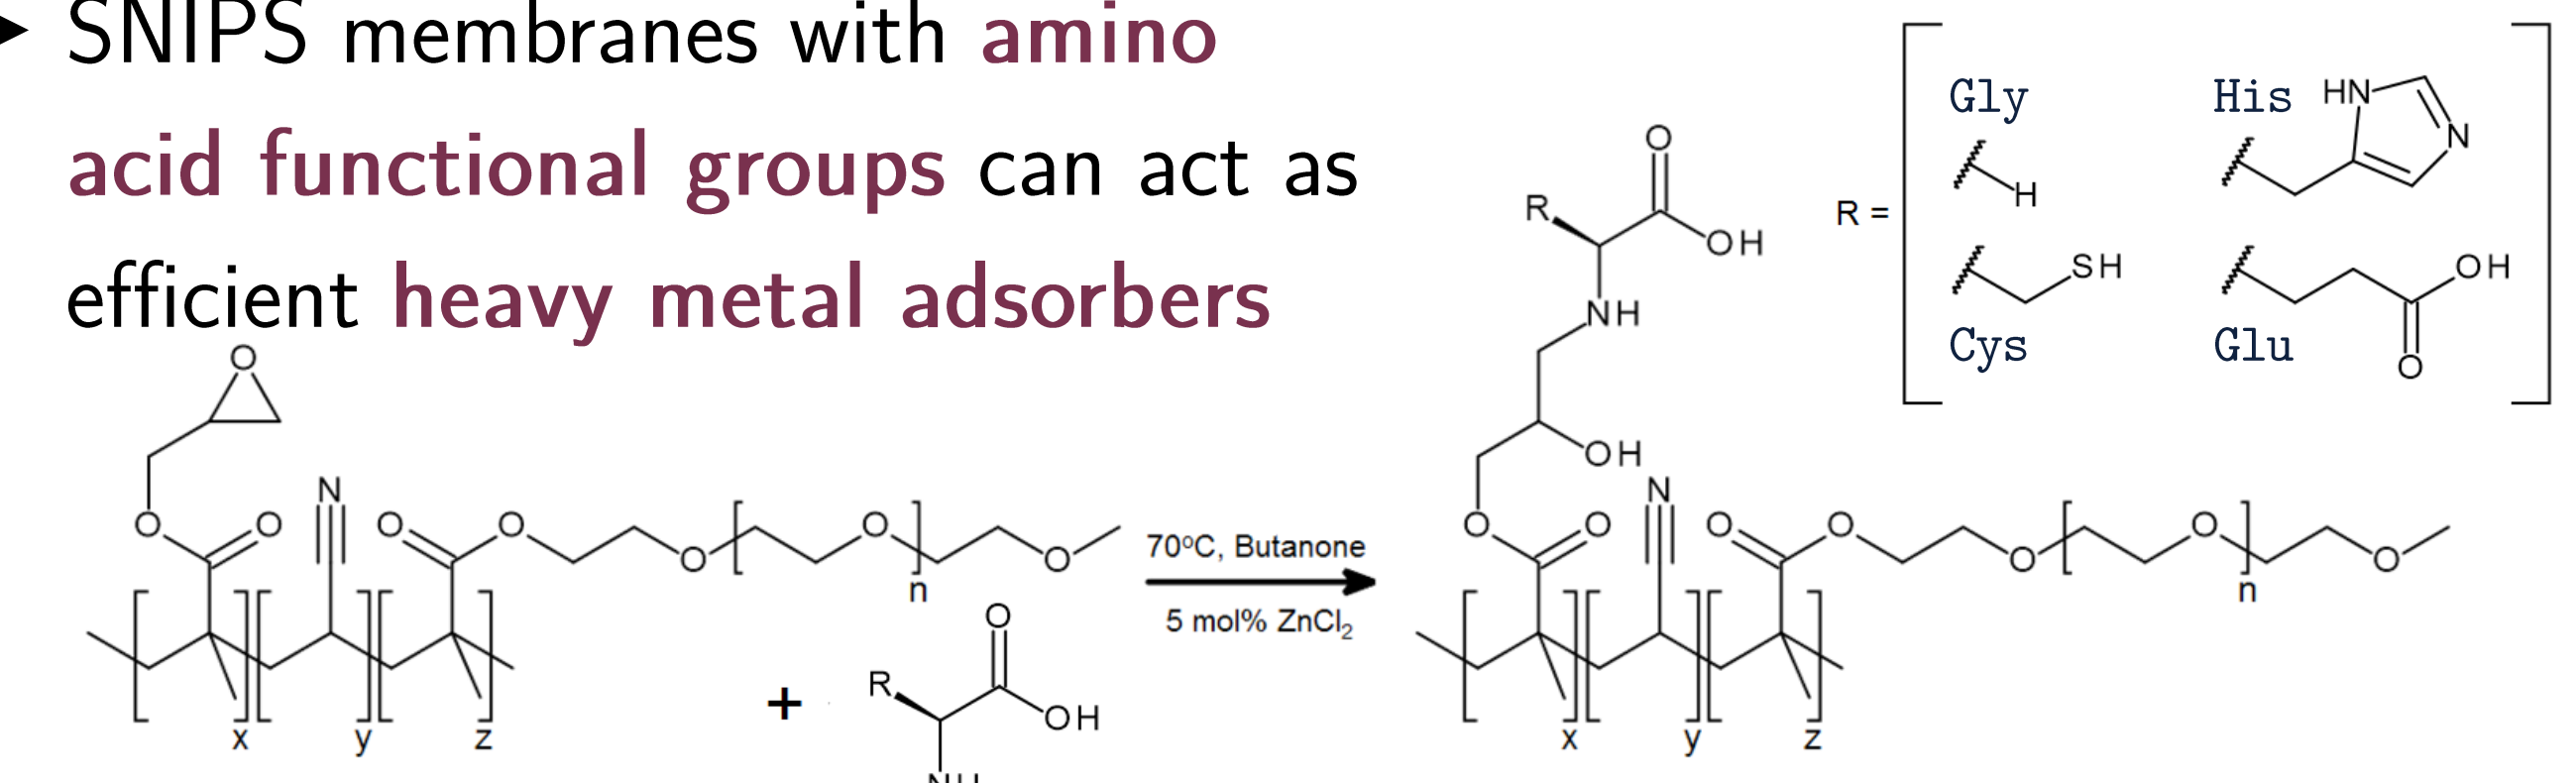 ▶ SNIPS membranes with amino
acid functional groups can act as
efficient heavy metal adsorbers
O
O
O
N
O
O
O
O
n
O
x
y
z
+
R
O
OH
70°C, Butanone
5 mol% ZnCl₂
R
O
OH
NH
OH
O
O
N
O
O
O
O
n
O
x
y
z
R =
Gly
H
His
HN
N
SH
Cys
OH
Glu
O